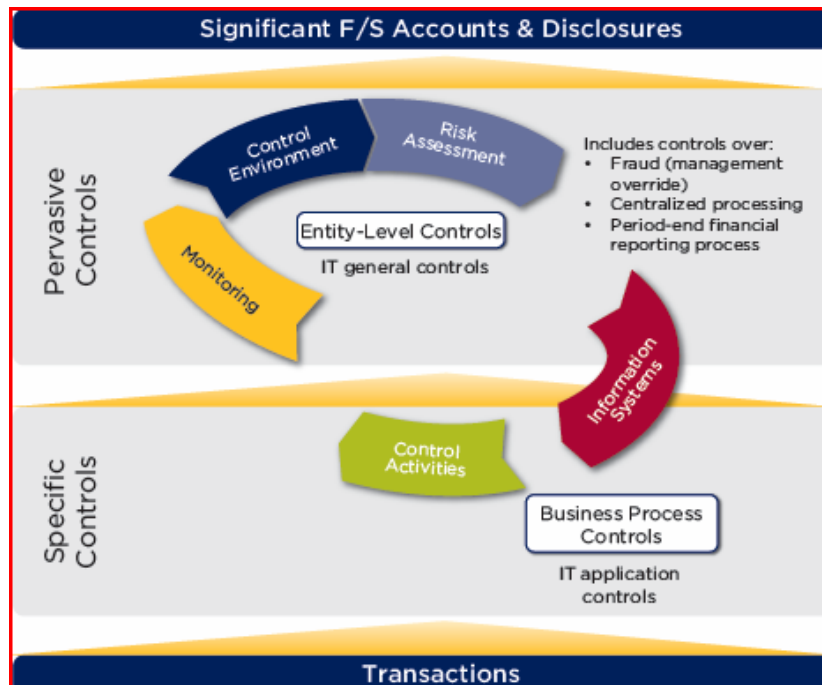 Significant F/S Accounts & Disclosures
Pervasive
Controls
Control
Environment
Risk
Assessment
Includes controls over:
• Fraud (management
override)
• Centralized processing
• Period-end financial
reporting process
Entity-Level Controls
IT general controls
Monitoring
Information
Systems
Specific
Controls
Control
Activities
Business Process
Controls
IT application
controls
Transactions